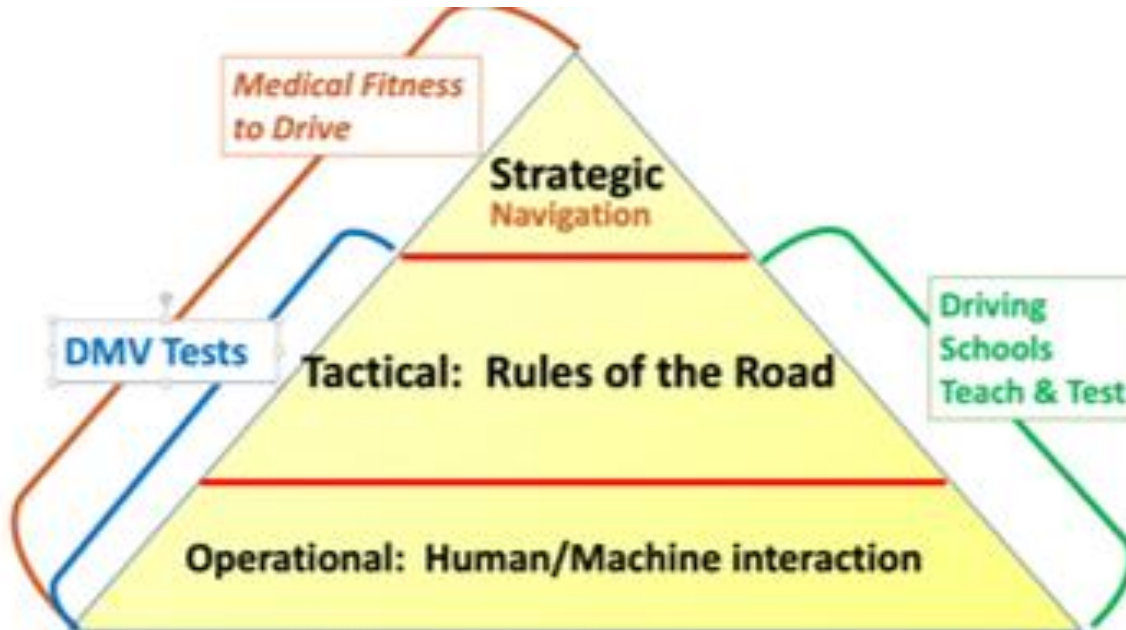 Medical Fitness
to Drive
Strategic
Navigation
DMV Tests
Driving
Schools
Teach & Test
Tactical: Rules of the Road
Operational: Human/Machine interaction